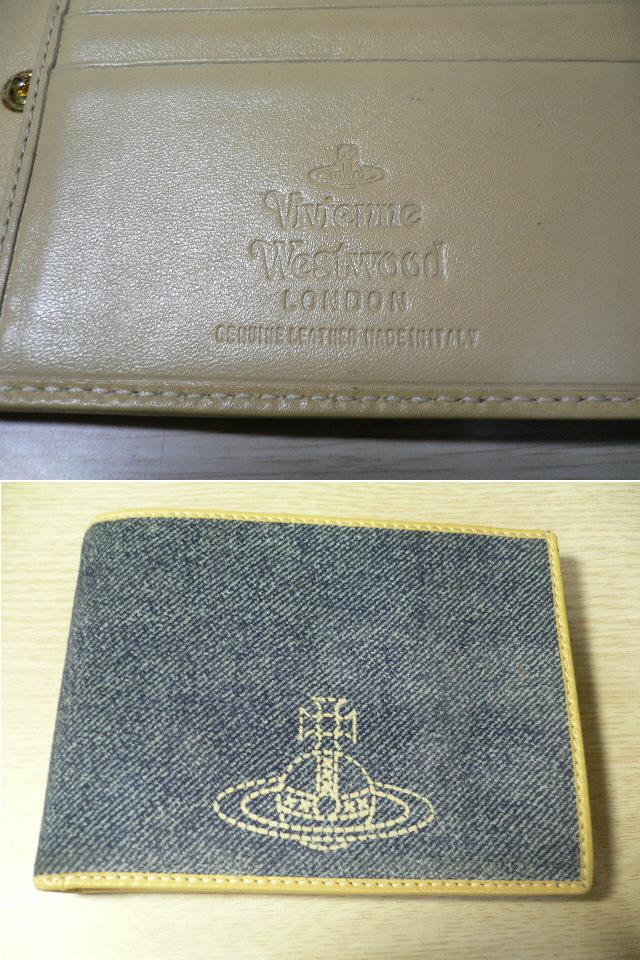 Vivienne
Westwood
LONDON
GENUINE LEATHER MADE IN ITALY